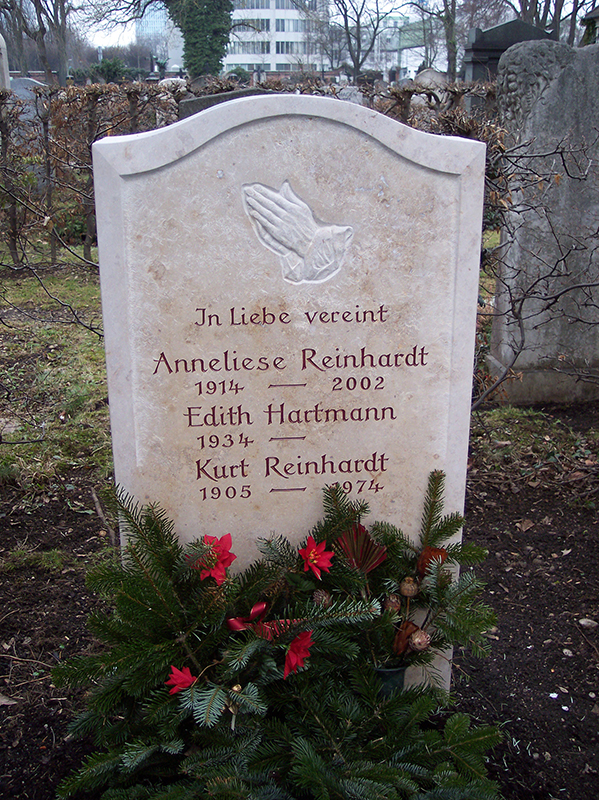 In Liebe vereint
Anneliese Reinhardt
1914 — 2002
Edith Hartmann
1934 —
Kurt Reinhardt
1905 — 1974